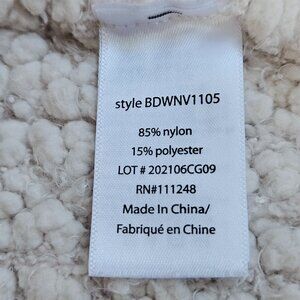 style BDWNV1105
85% nylon
15% polyester
LOT # 202106CG09
RN#111248
Made In China/
Fabriqué en Chine